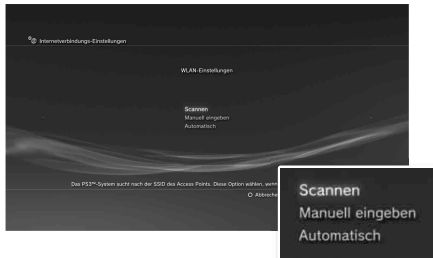 Internetverbindungs-Einstellungen
WLAN-Einstellungen
Scannen
Manuell eingeben
Automatisch
Das PS3™-System sucht nach der SSID des Access Points. Diese Option wählen, wenn
Abbreche
Scannen
Manuell eingeben
Automatisch